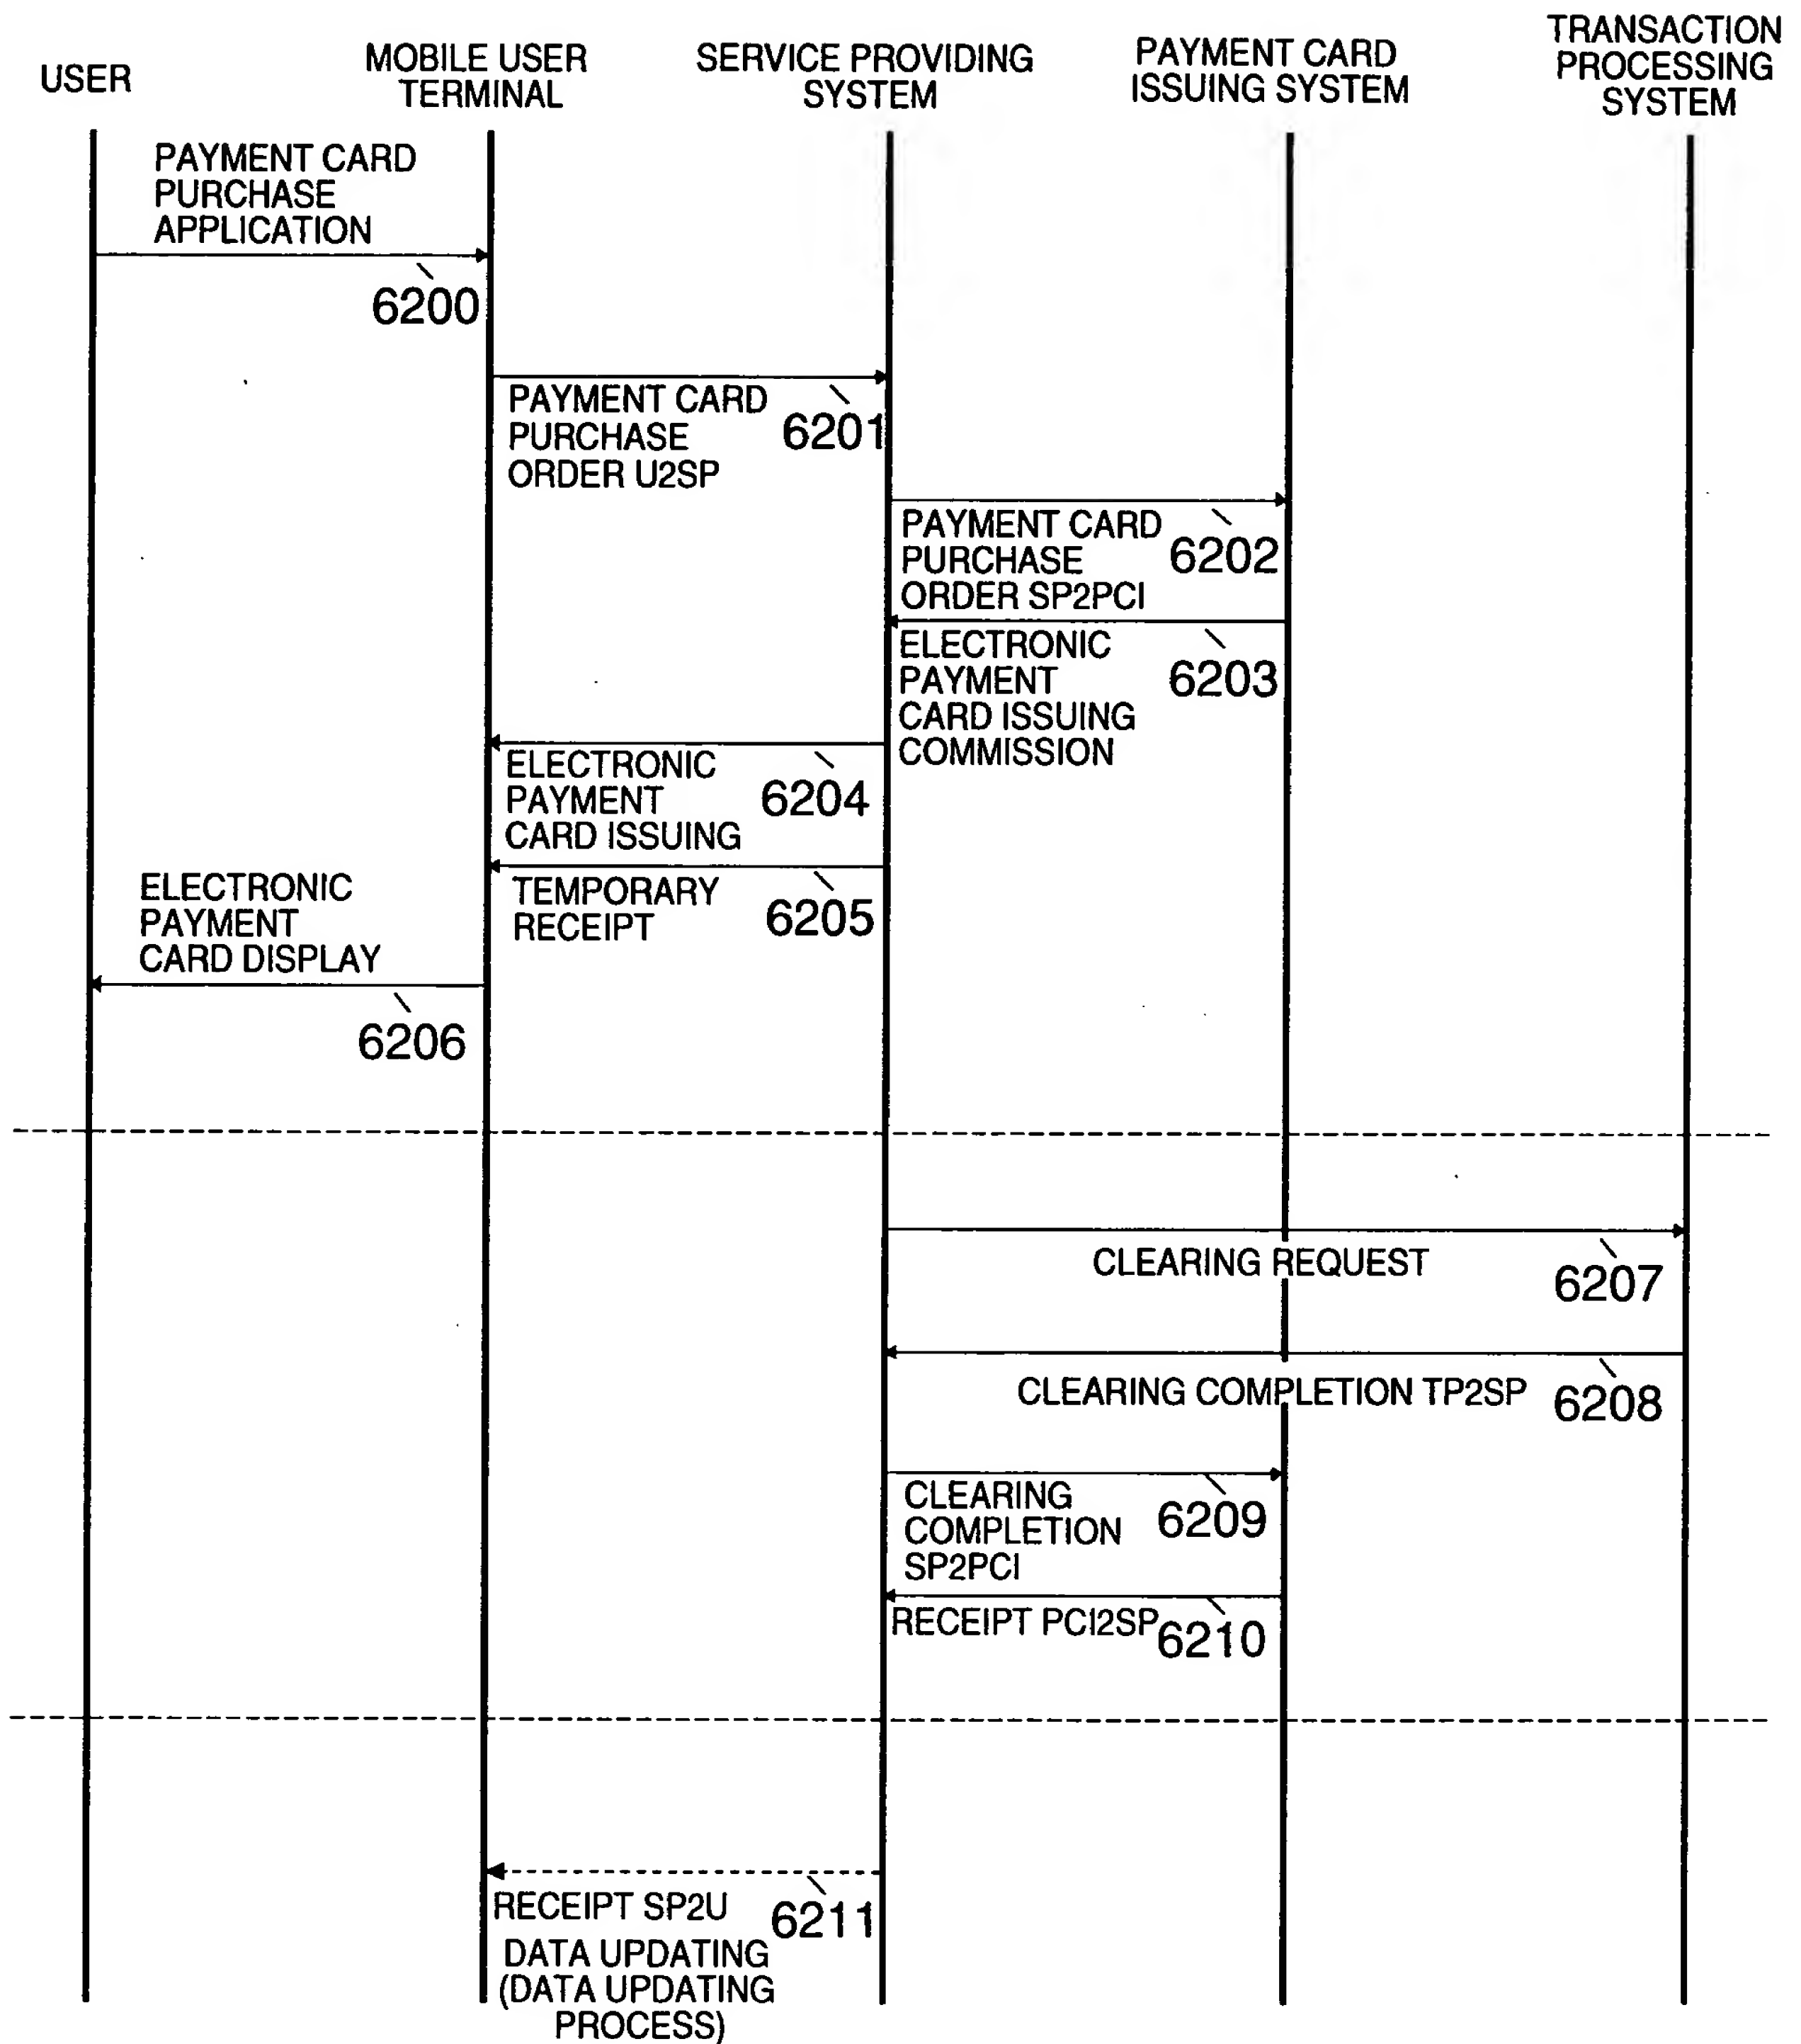 USER
MOBILE USER
TERMINAL
SERVICE PROVIDING
SYSTEM
PAYMENT CARD
ISSUING SYSTEM
TRANSACTION
PROCESSING
SYSTEM
PAYMENT CARD
PURCHASE
APPLICATION
6200
PAYMENT CARD
PURCHASE
ORDER U2SP
6201
PAYMENT CARD
PURCHASE
ORDER SP2PCI
6202
ELECTRONIC
PAYMENT
CARD ISSUING
COMMISSION
6203
ELECTRONIC
PAYMENT
CARD ISSUING
6204
TEMPORARY
RECEIPT
6205
ELECTRONIC
PAYMENT
CARD DISPLAY
6206
CLEARING REQUEST
6207
CLEARING COMPLETION TP2SP
6208
CLEARING
COMPLETION
SP2PCI
6209
RECEIPT PCI2SP
6210
RECEIPT SP2U
6211
DATA UPDATING
(DATA UPDATING
PROCESS)